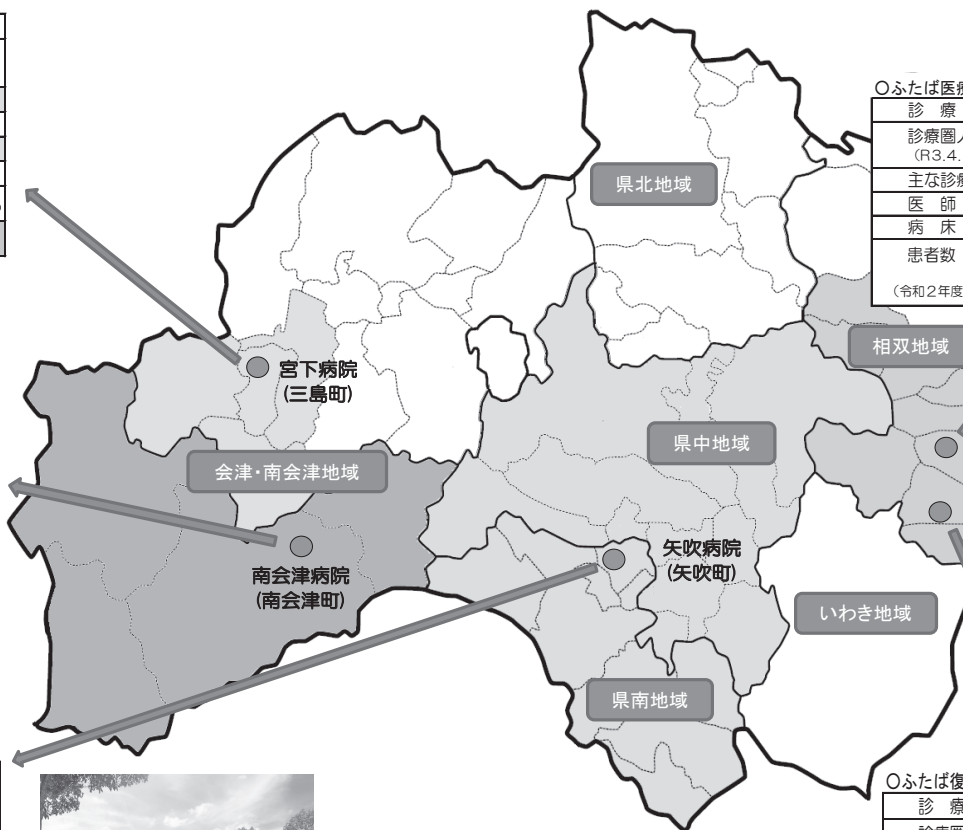 ○ふたば医療
診 療
診療圏人
(R3.4.
主な診療
医 師
病 床
患者数
(令和2年度
県北地域
相双地域
宮下病院
(三島町)
県中地域
会津・南会津地域
矢吹病院
(矢吹町)
南会津病院
(南会津町)
いわき地域
県南地域
○ふたば復
診 療